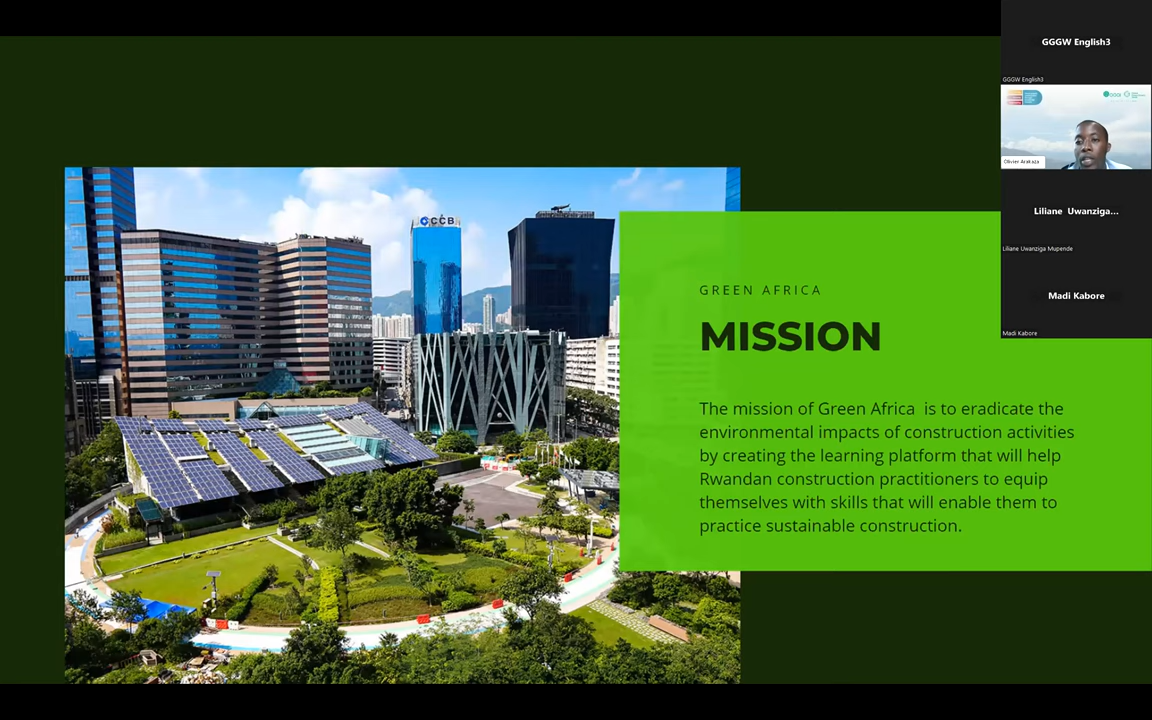 GGGW English3
GGGW English3
Olivier Arakaza
Liliane Uwanziga...
Liliane Uwanziga Mupende
Madi Kabore
Madi Kabore
CCB
GREEN AFRICA
MISSION
The mission of Green Africa is to eradicate the
environmental impacts of construction activities
by creating the learning platform that will help
Rwandan construction practitioners to equip
themselves with skills that will enable them to
practice sustainable construction.